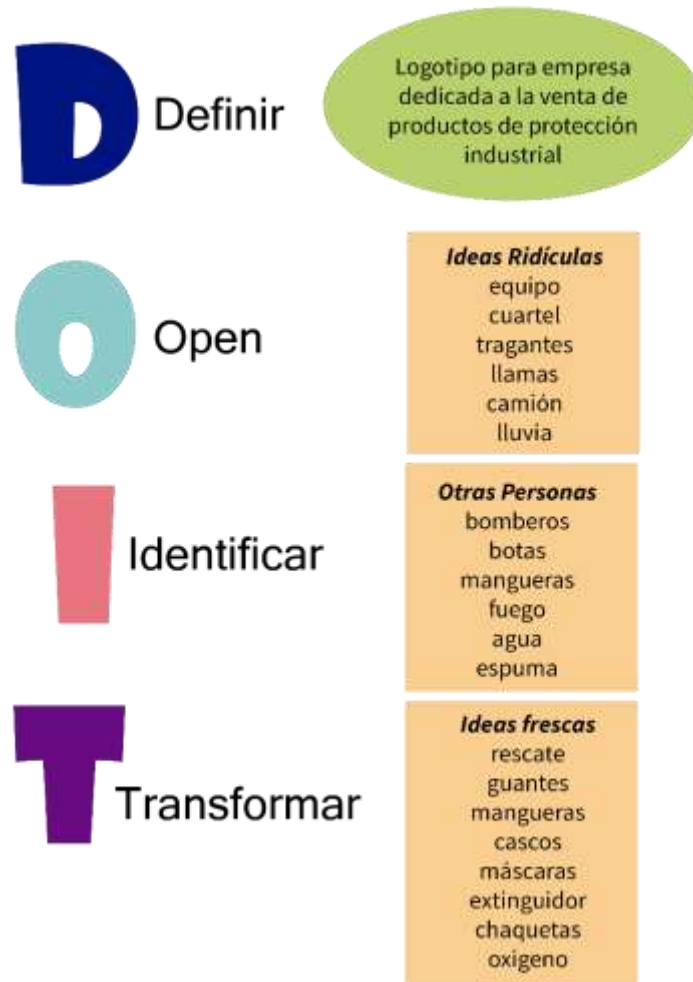 D Definir
Logotipo para empresa
dedicada a la venta de
productos de protección
industrial
O Open
Ideas Ridículas
equipo
cuartel
tragantes
llamas
camión
lluvia
I Identificar
Otras Personas
bomberos
botas
mangueras
fuego
agua
espuma
T Transformar
Ideas frescas
rescate
guantes
mangueras
cascos
máscaras
extinguidor
chaquetas
oxigeno